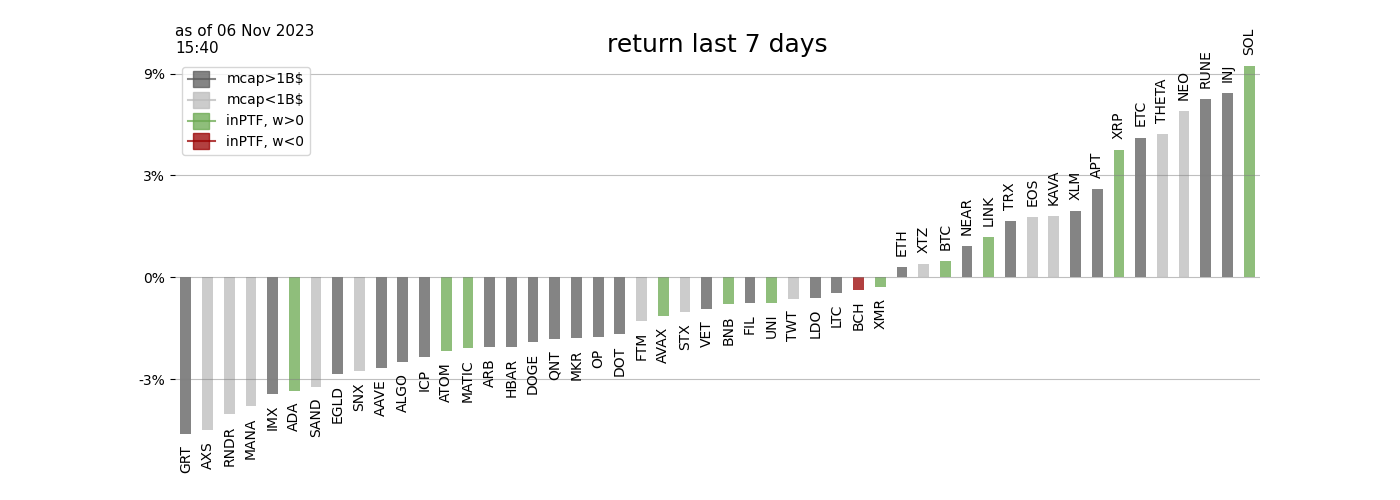 as of 06 Nov 2023
15:40
return last 7 days
mcap>1B$
mcap<1B$
inPTF, w>0
inPTF, w<0
9%
3%
0%
-3%
GRT
AXS
RNDR
MANA
IMX
ADA
SAND
EGLD
SNX
AAVE
ALGO
ICP
ATOM
MATIC
ARB
HBAR
DOGE
QNT
MKR
OP
DOT
FTM
AVAX
STX
VET
BNB
FIL
UNI
TWT
LDO
LTC
BCH
XMR
ETH
XTZ
BTC
NEAR
LINK
TRX
EOS
KAVA
XLM
APT
XRP
ETC
THETA
NEO
RUNE
INJ
SOL